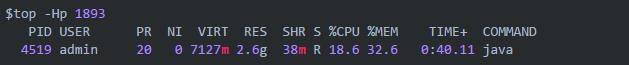 $top -Hp 1893
PID USER PR NI VIRT RES SHR S %CPU %MEM TIME+ COMMAND
4519 admin 20 0 7127m 2.6g 38m R 18.6 32.6 0:40.11 java